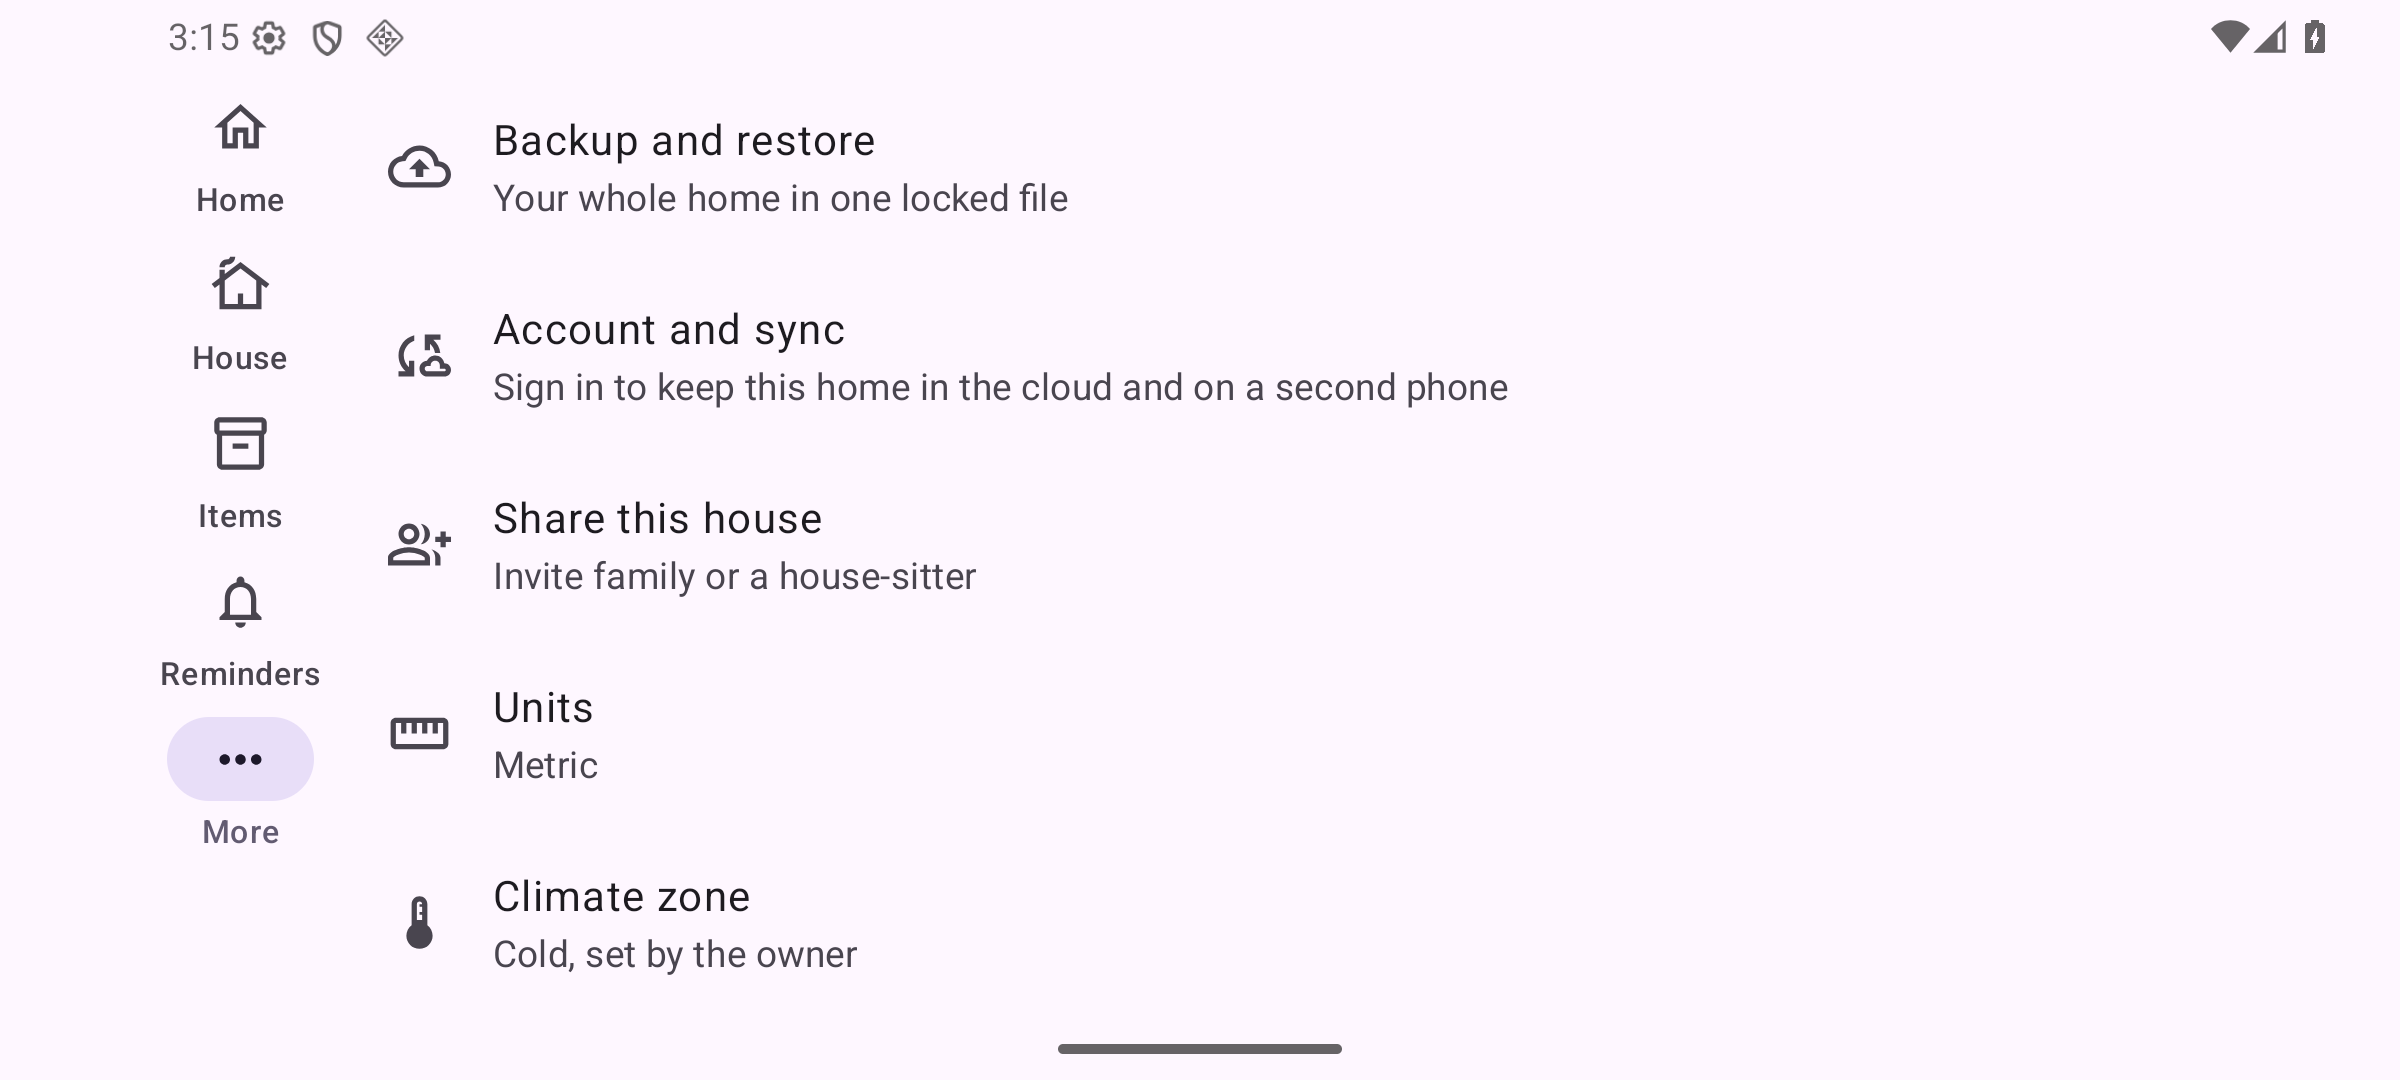 3:15
Home
House
Items
Reminders
More
Backup and restore
Your whole home in one locked file
Account and sync
Sign in to keep this home in the cloud and on a second phone
Share this house
Invite family or a house-sitter
Units
Metric
Climate zone
Cold, set by the owner